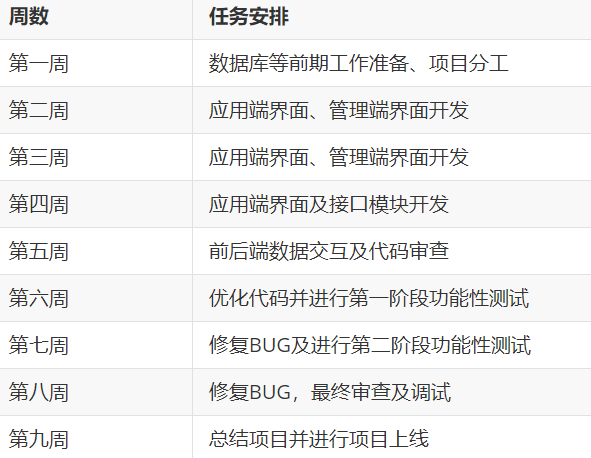 周数 任务安排
第一周 数据库等前期工作准备、项目分工
第二周 应用端界面、管理端界面开发
第三周 应用端界面、管理端界面开发
第四周 应用端界面及接口模块开发
第五周 前后端数据交互及代码审查
第六周 优化代码并进行第一阶段功能性测试
第七周 修复BUG及进行第二阶段功能性测试
第八周 修复BUG，最终审查及调试
第九周 总结项目并进行项目上线